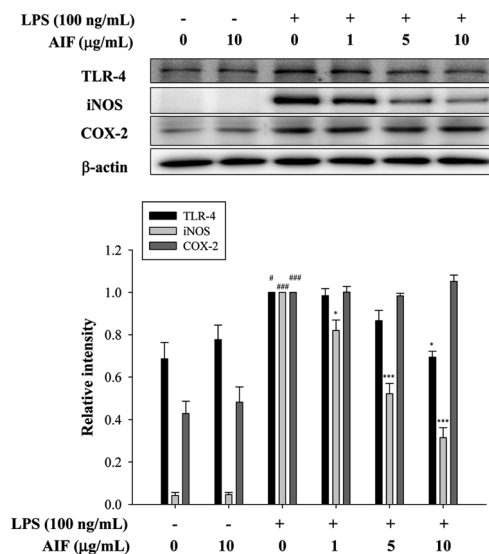 LPS (100 ng/mL) - - + + + +
AIF (µg/mL) 0 10 0 1 5 10
TLR-4
iNOS
COX-2
β-actin
TLR-4
iNOS
COX-2
1.2
1.0
0.8
0.6
0.4
0.2
0.0
Relative intensity
#
###
###
*
***
*
***
LPS (100 ng/mL) - - + + + +
AIF (µg/mL) 0 10 0 1 5 10